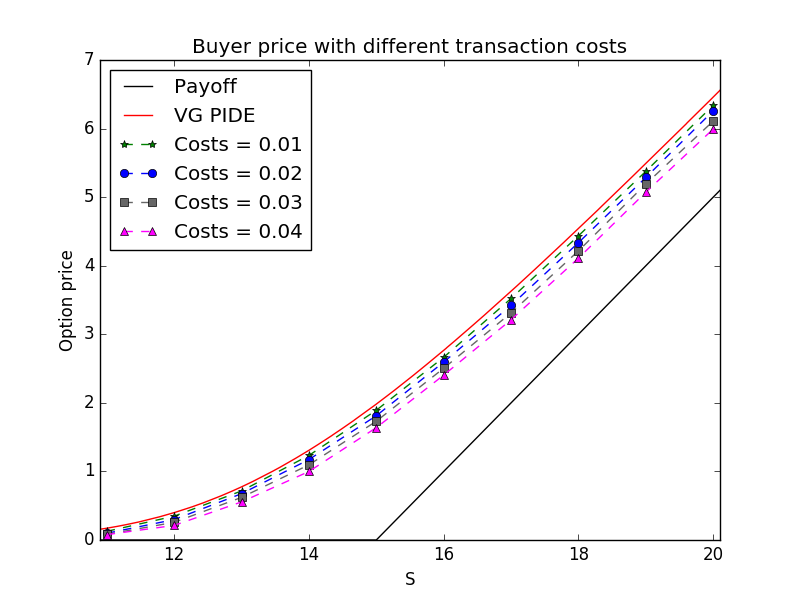 Buyer price with different transaction costs
7
6
5
4
3
2
1
0
Option price
Payoff
VG PIDE
Costs = 0.01
Costs = 0.02
Costs = 0.03
Costs = 0.04
12 14 16 18 20
S